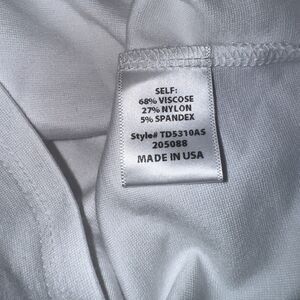 SELF:
68% VISCOSE
27% NYLON
5% SPANDEX
Style# TD5310AS
205088
MADE IN USA